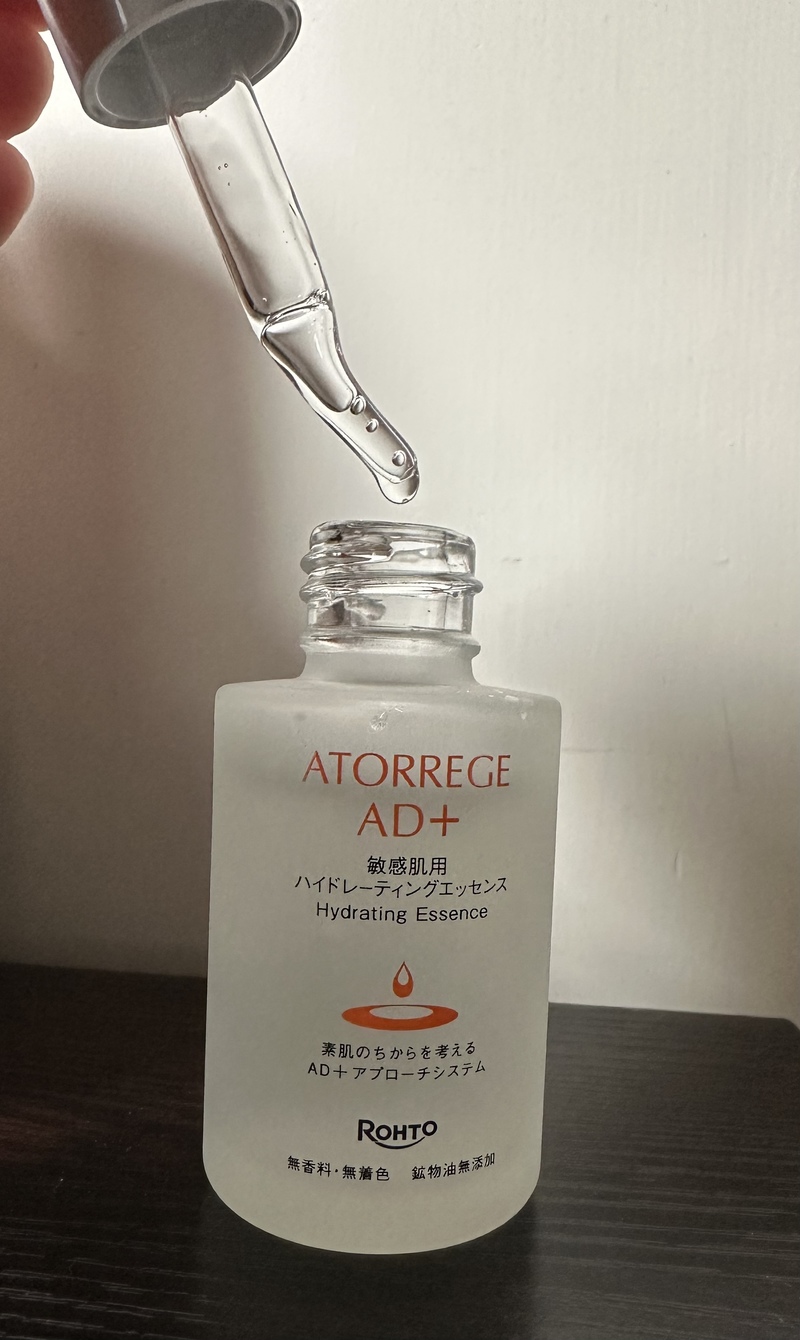 ATORREGE
AD+
敏感肌用
ハイドレーティングエッセンス
Hydrating Essence
素肌のちからを考える
AD+アプローチシステム
ROHTO
無香料・無着色 鉱物油無添加